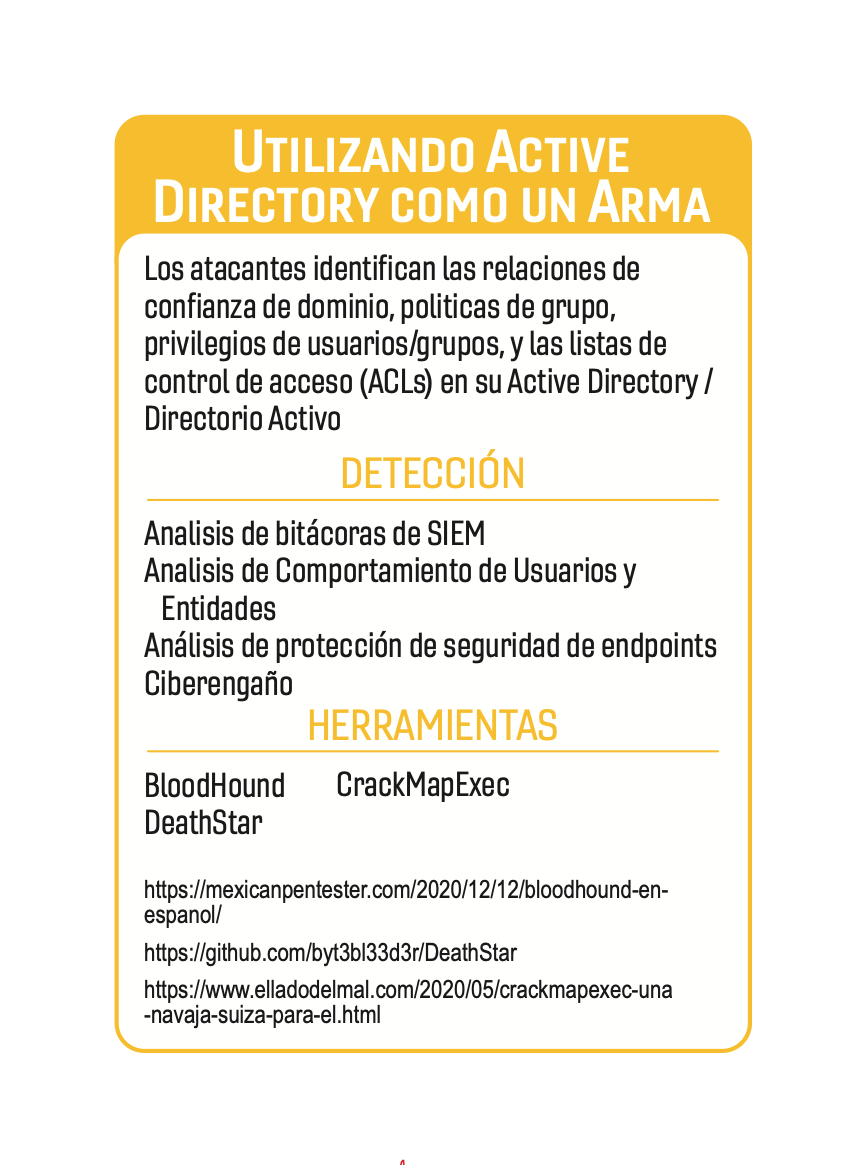 UTILIZANDO ACTIVE
DIRECTORY COMO UN ARMA
Los atacantes identifican las relaciones de
confianza de dominio, politicas de grupo,
privilegios de usuarios/grupos, y las listas de
control de acceso (ACLs) en su Active Directory /
Directorio Activo
DETECCIÓN
Analisis de bitácoras de SIEM
Analisis de Comportamiento de Usuarios y
Entidades
Análisis de protección de seguridad de endpoints
Ciberengaño
HERRAMIENTAS
BloodHound CrackMapExec
DeathStar
https://mexicanpentester.com/2020/12/12/bloodhound-en-
espanol/
https://github.com/byt3bl33d3r/DeathStar
https://www.elladodelmal.com/2020/05/crackmapexec-una
-navaja-suiza-para-el.html